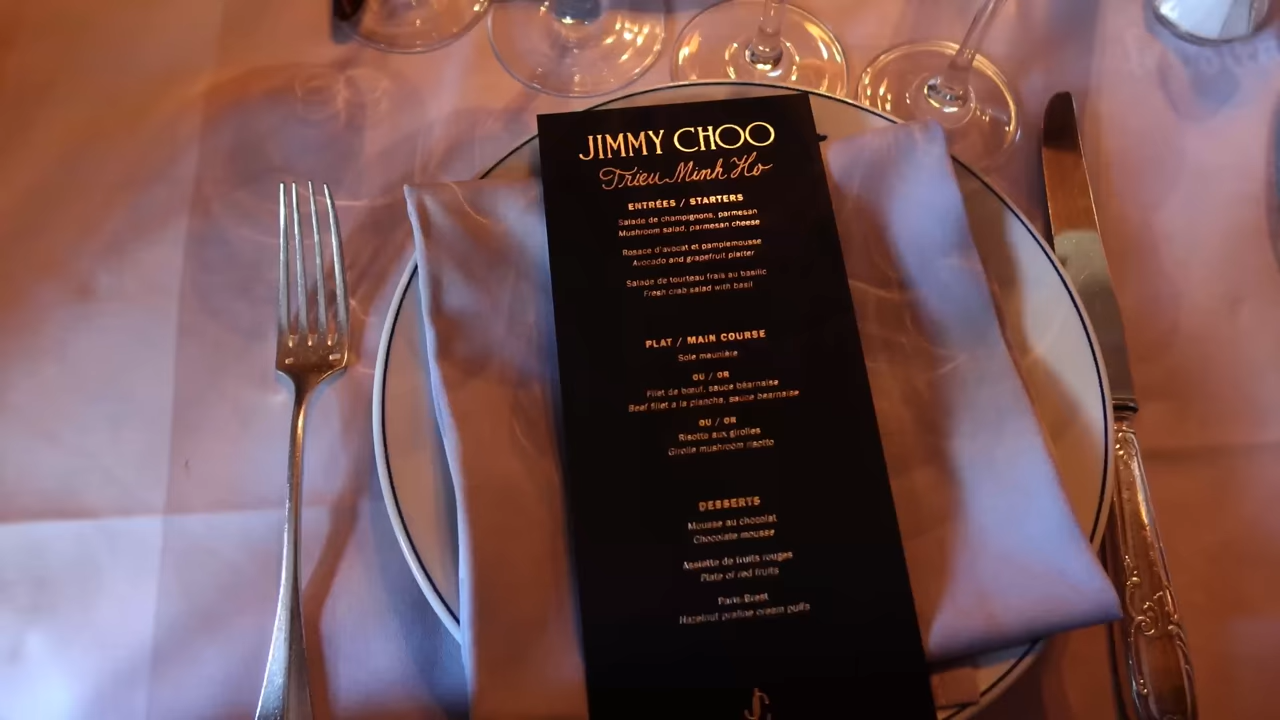 JIMMY CHOO
Trieu Minh Ho
ENTRÉES / STARTERS
Salade de champignons, parmesan
Mushroom salad, parmesan cheese
Rosace d'avocat et pamplemousse
Avocado and grapefruit platter
Salade de tourteau frais au basilic
Fresh crab salad with basil
PLAT / MAIN COURSE
Sole meunière
OU / OR
Filet de bœuf, sauce béarnaise
Beef filet a la plancha, sauce bearnaise
OU / OR
Risotto aux girolles
Girolle mushroom risotto
DESSERTS
Mousse au chocolat
Chocolate mousse
Assiette de fruits rouges
Plate of red fruits
Paris-Brest
Hazelnut praline cream puffs